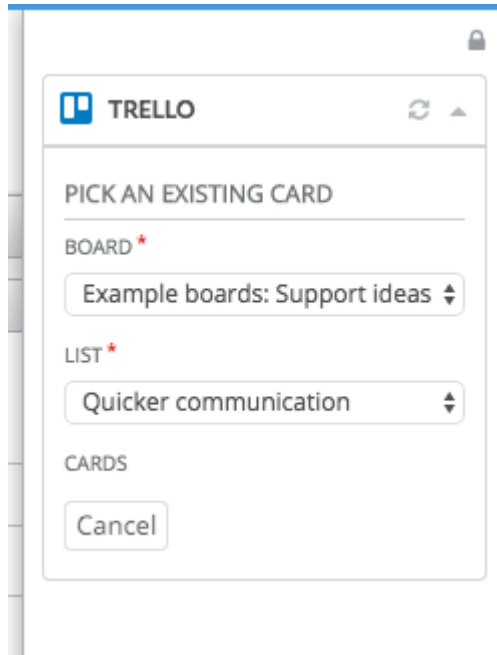 TRELLO
PICK AN EXISTING CARD
BOARD *
Example boards: Support ideas
LIST *
Quicker communication
CARDS
Cancel